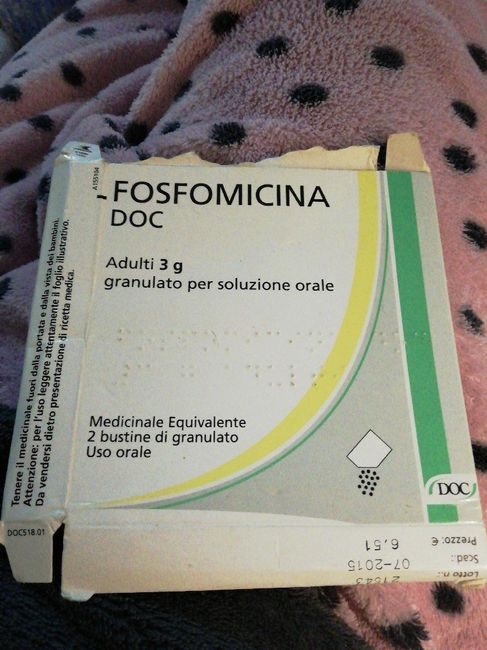 -FOSFOMICINA
DOC
Adulti 3 g
granulato per soluzione orale
Medicinale Equivalente
2 bustine di granulato
Uso orale
DOC
Tenere il medicinale fuori dalla portata e dalla vista dei bambini.
Attenzione: per l'uso leggere attentamente il foglio illustrativo.
Da vendersi dietro presentazione di ricetta medica.
DOC518.01
A155104
Lotto n.: 21643
Scad.: 07-2015
Prezzo: € 6,51